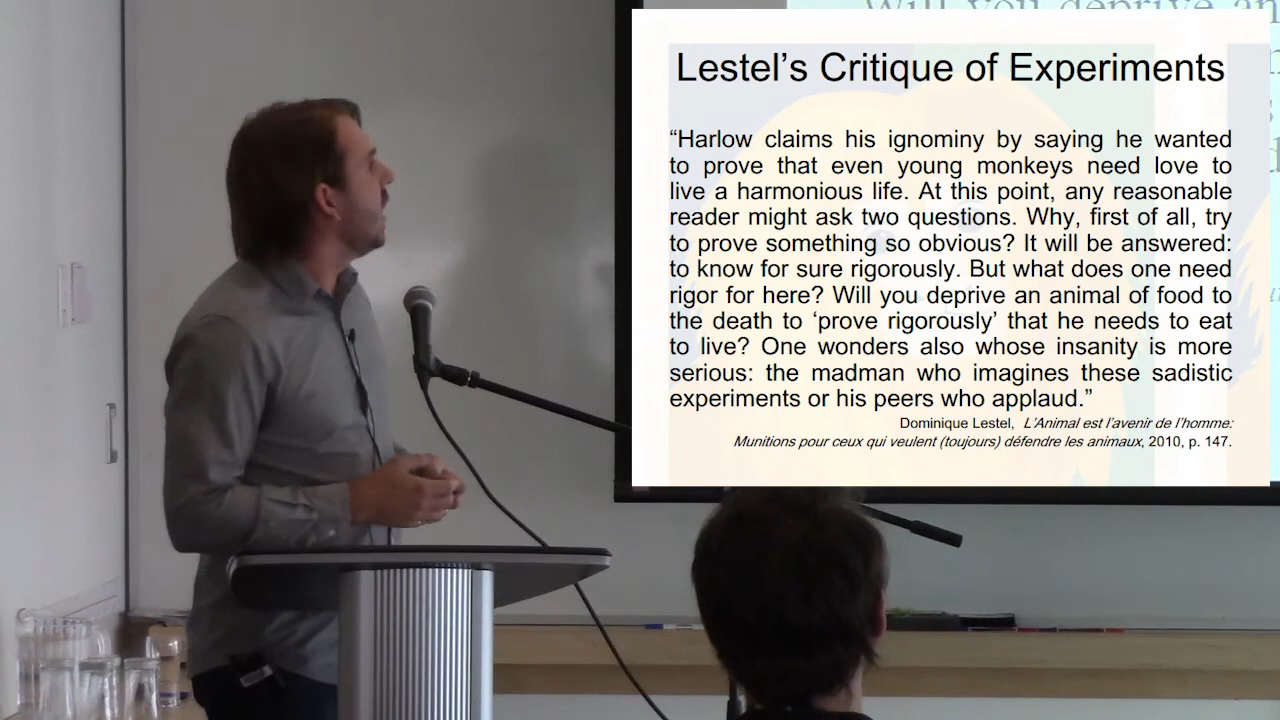 Will you deprive an
Lestel’s Critique of Experiments
“Harlow claims his ignominy by saying he wanted
to prove that even young monkeys need love to
live a harmonious life. At this point, any reasonable
reader might ask two questions. Why, first of all, try
to prove something so obvious? It will be answered:
to know for sure rigorously. But what does one need
rigor for here? Will you deprive an animal of food to
the death to ‘prove rigorously’ that he needs to eat
to live? One wonders also whose insanity is more
serious: the madman who imagines these sadistic
experiments or his peers who applaud.”
Dominique Lestel, L’Animal est l’avenir de l’homme:
Munitions pour ceux qui veulent (toujours) défendre les animaux, 2010, p. 147.